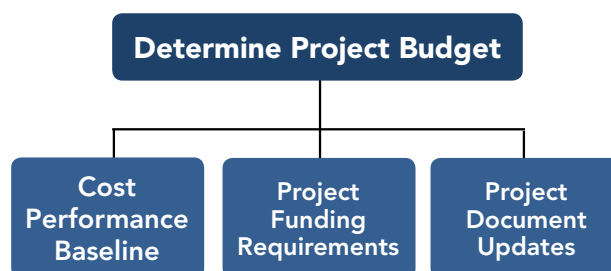 Determine Project Budget
Cost
Performance
Baseline
Project
Funding
Requirements
Project
Document
Updates